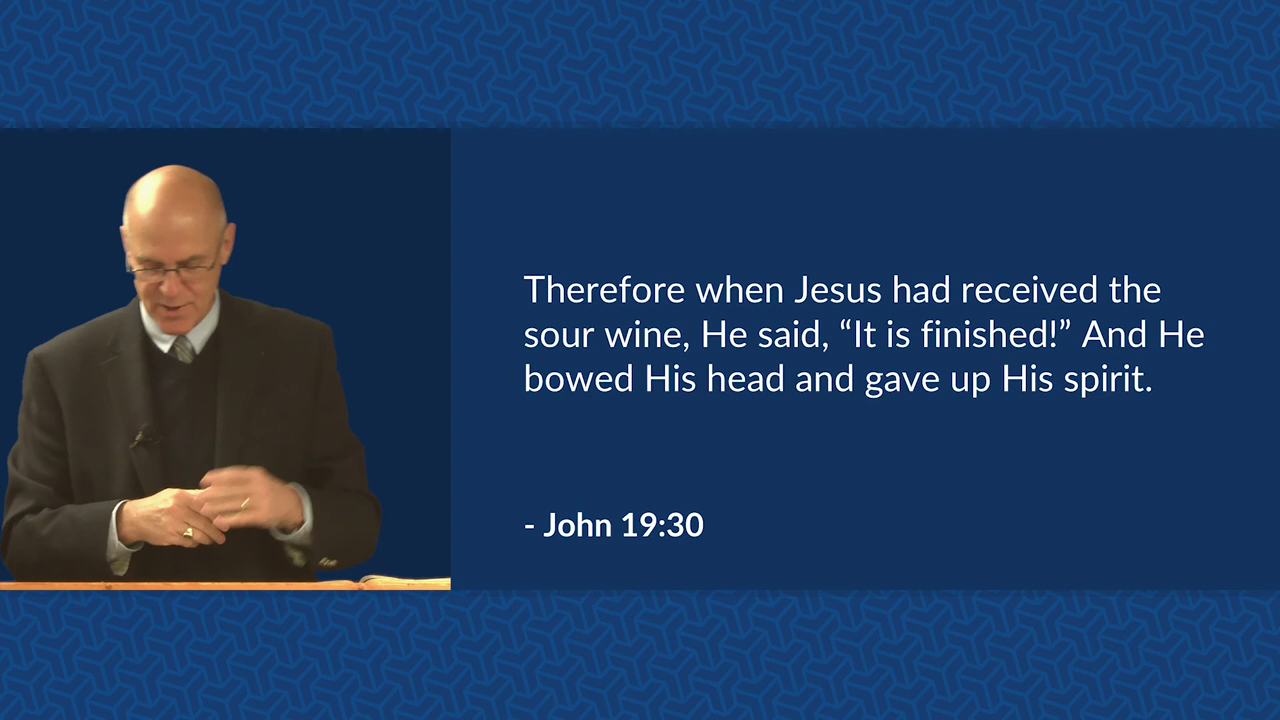 Therefore when Jesus had received the
sour wine, He said, “It is finished!” And He
bowed His head and gave up His spirit.
- John 19:30